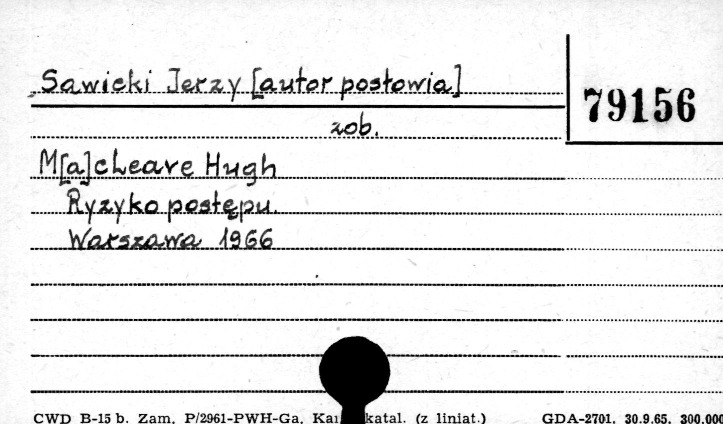 Sawicki Jerzy [autor posłowia]
79156
zob.
M[a]cLeave Hugh
Ryzyko postępu.
Warszawa 1966
CWD B-15 b. Zam. P/2961-PWH-Ga, katal. (z liniat.) GDA-2701, 30.9.65, 300.000